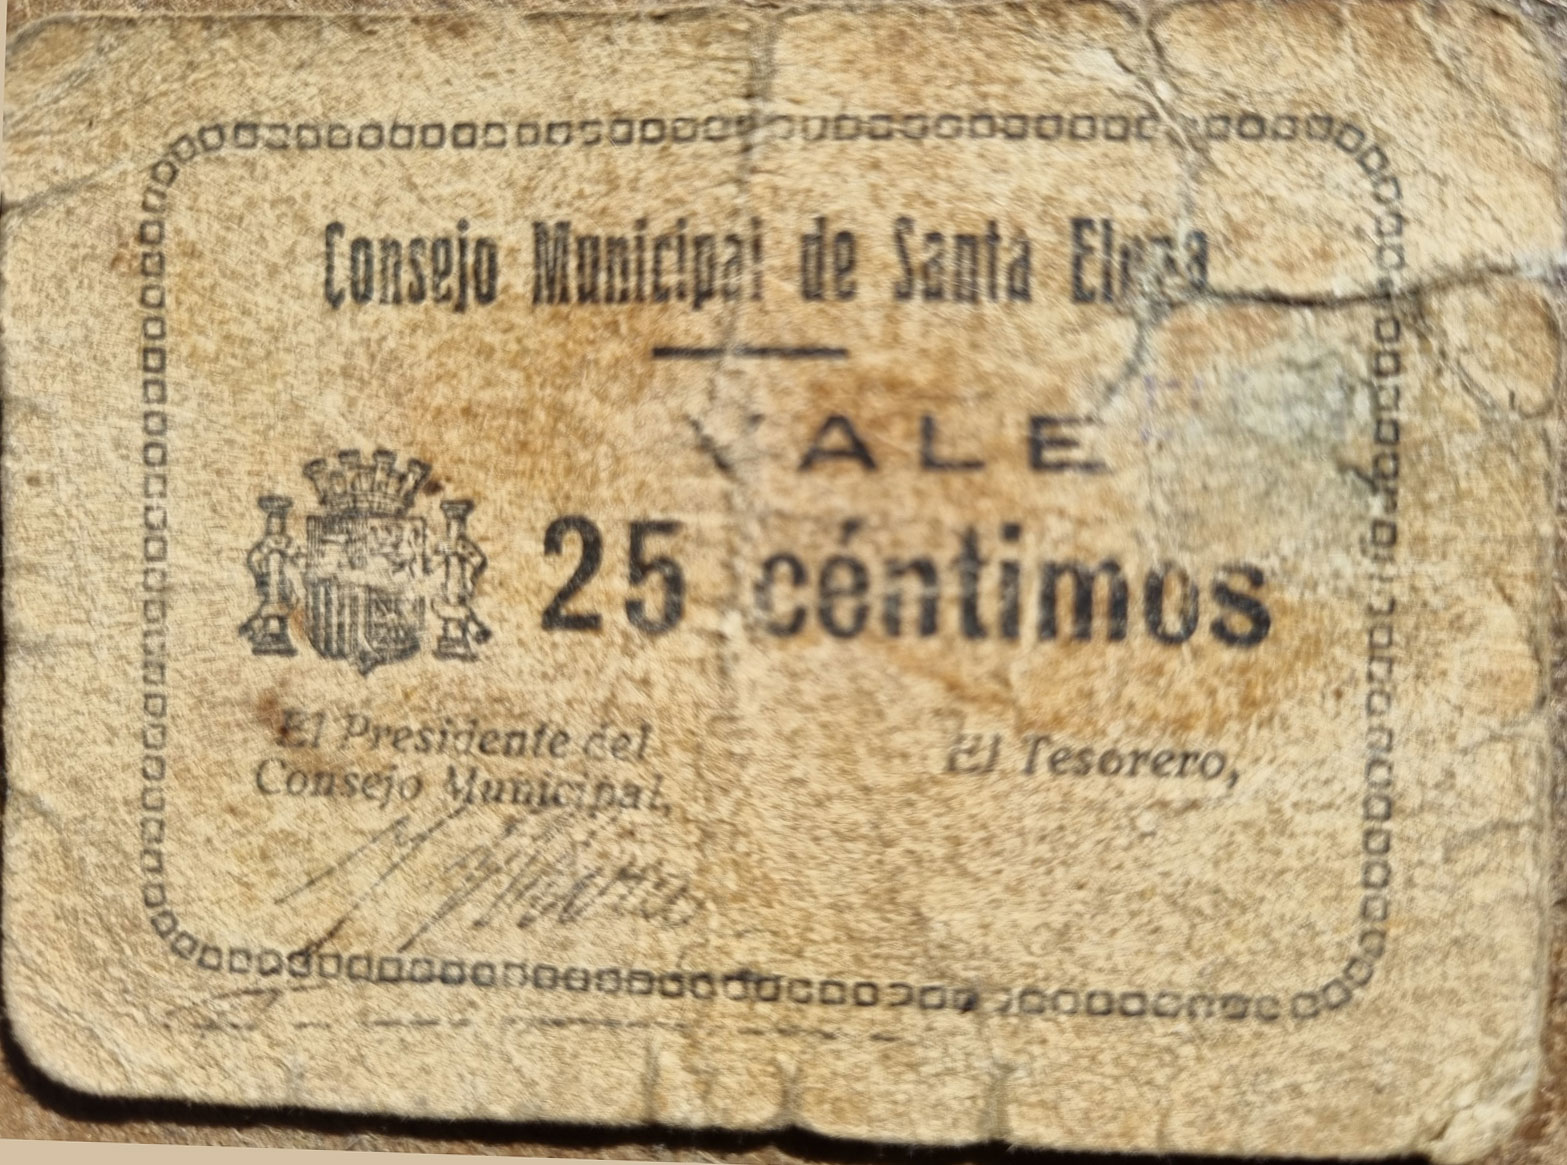 Consejo Municipal de Santa Elena
VALE
25 céntimos
El Presidente del
Consejo Municipal,
El Tesorero,